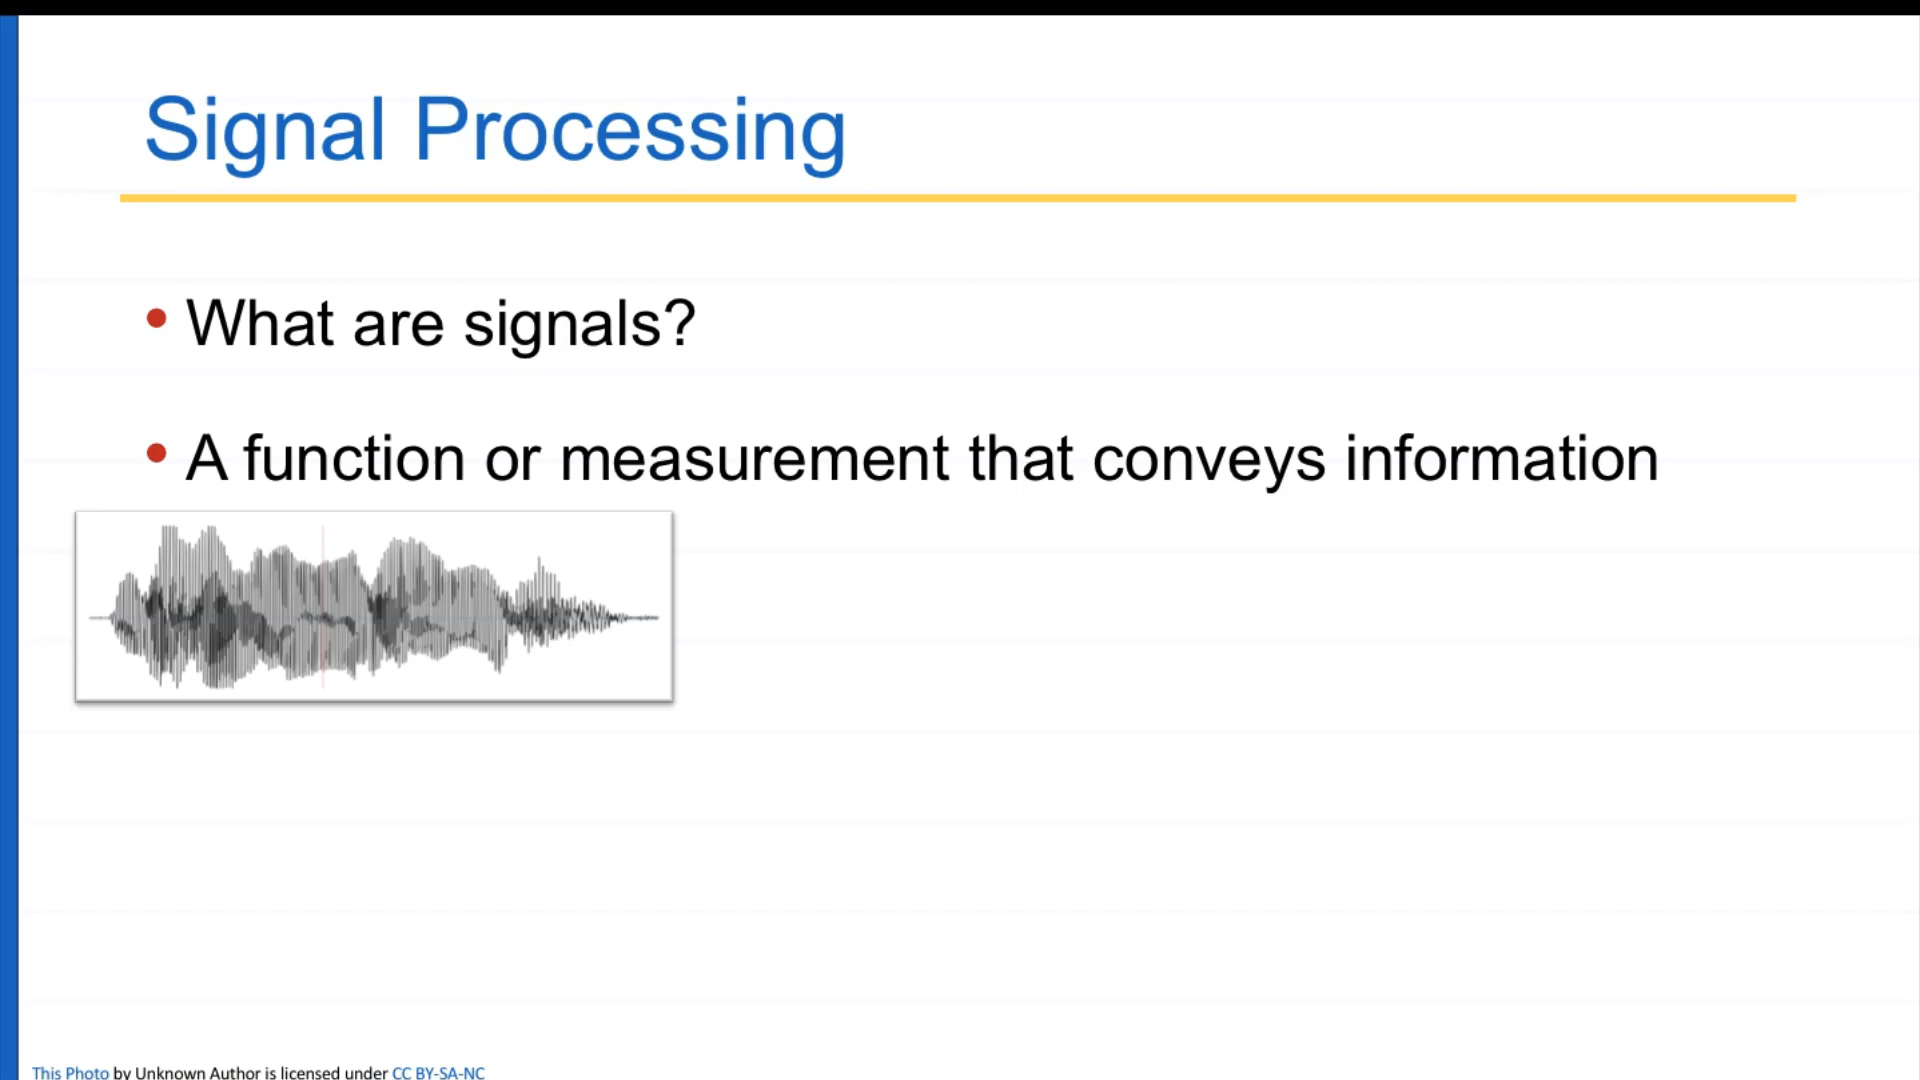 Signal Processing
• What are signals?
• A function or measurement that conveys information
This Photo by Unknown Author is licensed under CC BY-SA-NC